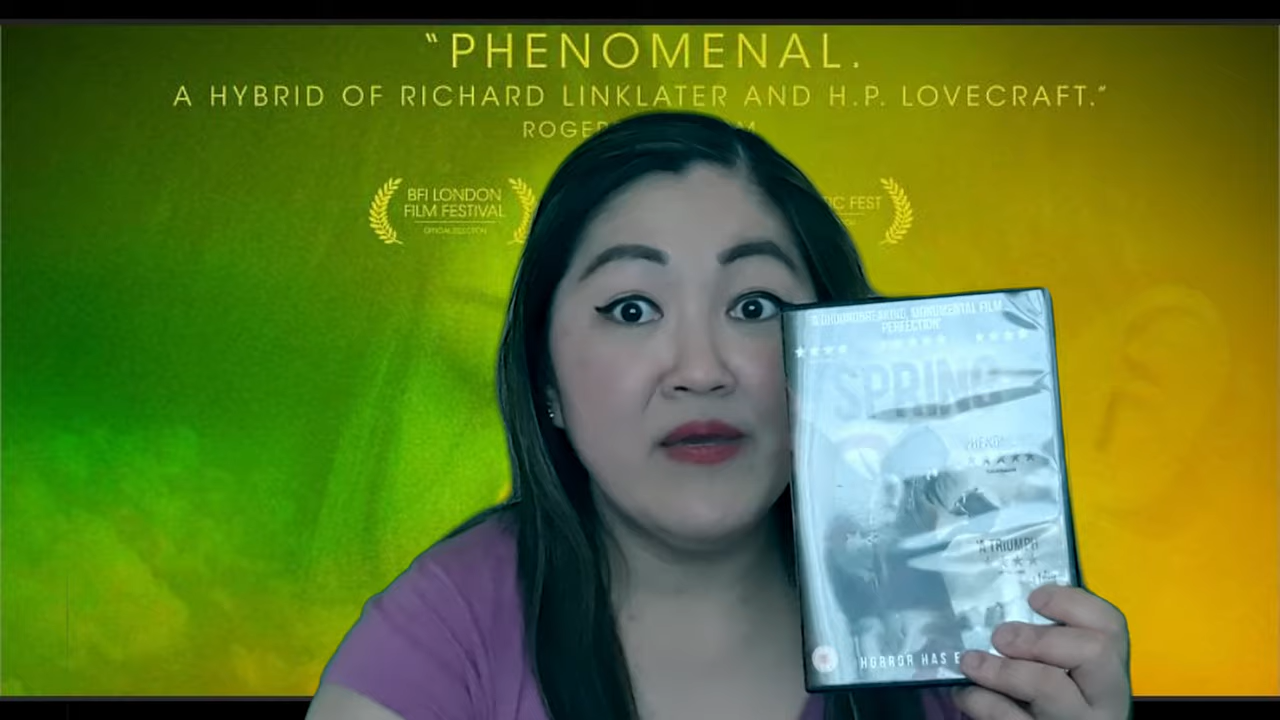 “PHENOMENAL.
A HYBRID OF RICHARD LINKLATER AND H.P. LOVECRAFT.”
BFI LONDON
FILM FESTIVAL
OFFICIAL SELECTION
IC FEST
'A GROUNDBREAKING, MONUMENTAL FILM
PERFECTION'
SPRING
'A TRIUMPH
HORROR HAS E